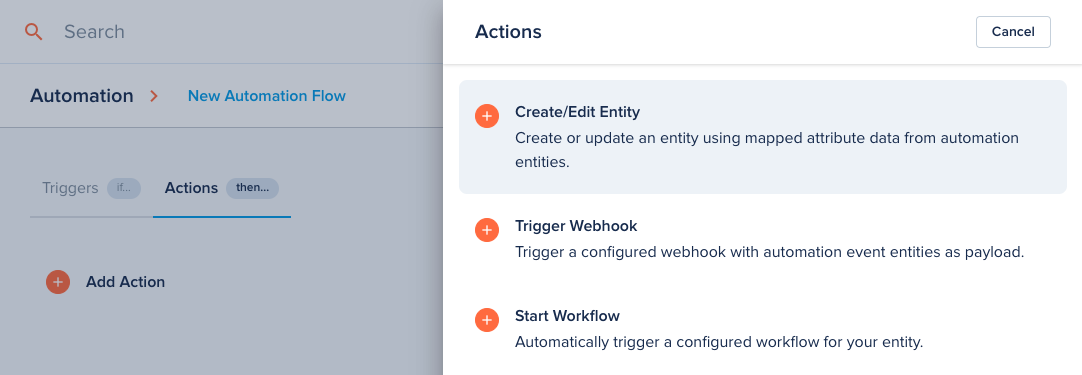 Search
Automation
New Automation Flow
Triggers if...
Actions then...
Add Action
Actions
Cancel
Create/Edit Entity
Create or update an entity using mapped attribute data from automation
entities.
Trigger Webhook
Trigger a configured webhook with automation event entities as payload.
Start Workflow
Automatically trigger a configured workflow for your entity.